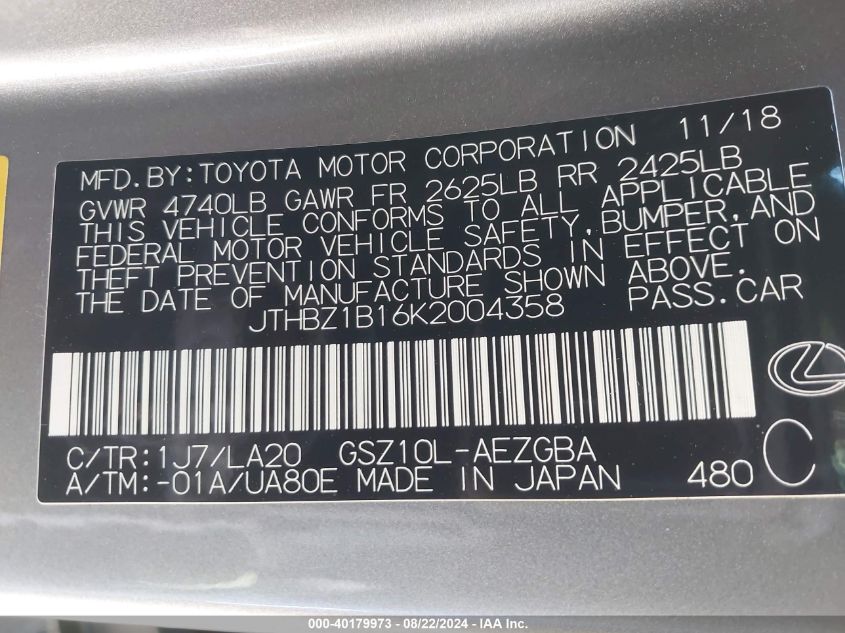 MFD.BY:TOYOTA MOTOR CORPORATION 11/18
GVWR 4740LB GAWR FR 2625LB RR 2425LB
THIS VEHICLE CONFORMS TO ALL APPLICABLE
FEDERAL MOTOR VEHICLE SAFETY,BUMPER,AND
THEFT PREVENTION STANDARDS IN EFFECT ON
THE DATE OF MANUFACTURE SHOWN ABOVE.
JTHBZ1B16K2004358 PASS.CAR
C/TR:1J7/LA20 GSZ10L-AEZGBA
A/TM:-01A/UA80E MADE IN JAPAN 480 C
000-40179973 - 08/22/2024 - IAA Inc.